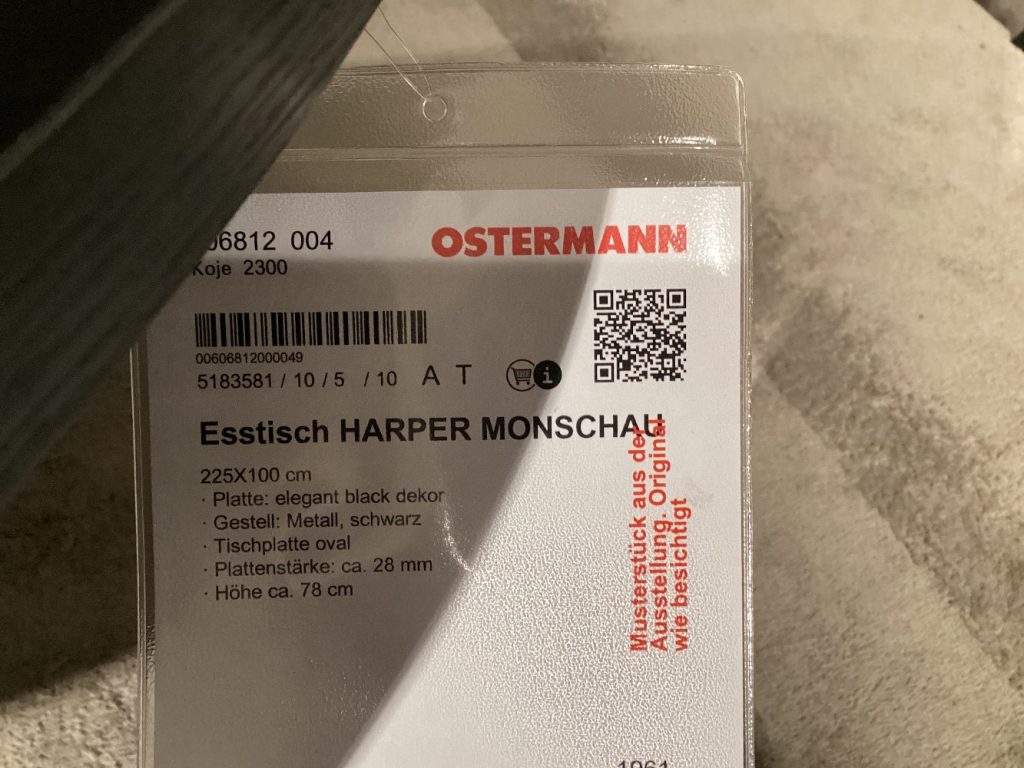 06812 004
OSTERMANN
Koje 2300
00606812000049
5183581 / 10 / 5 / 10 A T
i
Esstisch HARPER MONSCHAU
225X100 cm
· Platte: elegant black dekor
· Gestell: Metall, schwarz
· Tischplatte oval
· Plattenstärke: ca. 28 mm
· Höhe ca. 78 cm
Musterstück aus der
Ausstellung. Original
wie besichtigt